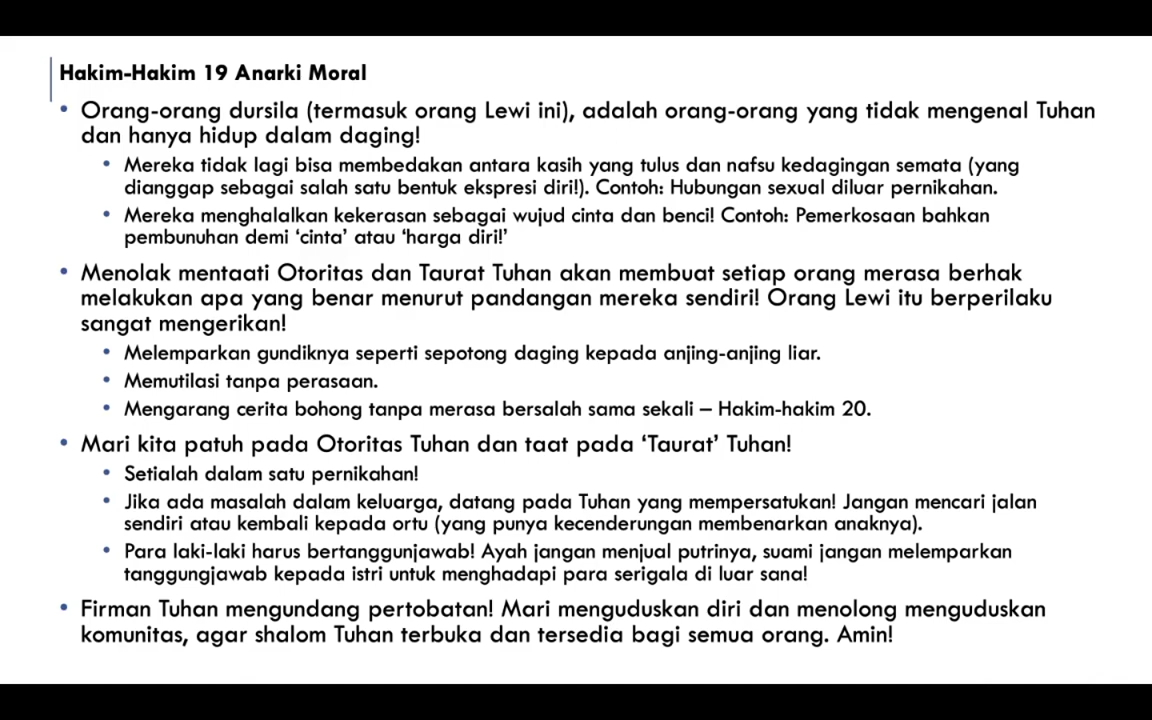 Hakim-Hakim 19 Anarki Moral
• Orang-orang dursila (termasuk orang Lewi ini), adalah orang-orang yang tidak mengenal Tuhan
dan hanya hidup dalam daging!
• Mereka tidak lagi bisa membedakan antara kasih yang tulus dan nafsu kedagingan semata (yang
dianggap sebagai salah satu bentuk ekspresi diri!). Contoh: Hubungan sexual diluar pernikahan.
• Mereka menghalalkan kekerasan sebagai wujud cinta dan benci! Contoh: Pemerkosaan bahkan
pembunuhan demi ‘cinta’ atau ‘harga diri!’
• Menolak mentaati Otoritas dan Taurat Tuhan akan membuat setiap orang merasa berhak
melakukan apa yang benar menurut pandangan mereka sendiri! Orang Lewi itu berperilaku
sangat mengerikan!
• Melemparkan gundiknya seperti sepotong daging kepada anjing-anjing liar.
• Memutilasi tanpa perasaan.
• Mengarang cerita bohong tanpa merasa bersalah sama sekali – Hakim-hakim 20.
• Mari kita patuh pada Otoritas Tuhan dan taat pada ‘Taurat’ Tuhan!
• Setialah dalam satu pernikahan!
• Jika ada masalah dalam keluarga, datang pada Tuhan yang mempersatukan! Jangan mencari jalan
sendiri atau kembali kepada ortu (yang punya kecenderungan membenarkan anaknya).
• Para laki-laki harus bertanggunjawab! Ayah jangan menjual putrinya, suami jangan melemparkan
tanggungjawab kepada istri untuk menghadapi para serigala di luar sana!
• Firman Tuhan mengundang pertobatan! Mari menguduskan diri dan menolong menguduskan
komunitas, agar shalom Tuhan terbuka dan tersedia bagi semua orang. Amin!